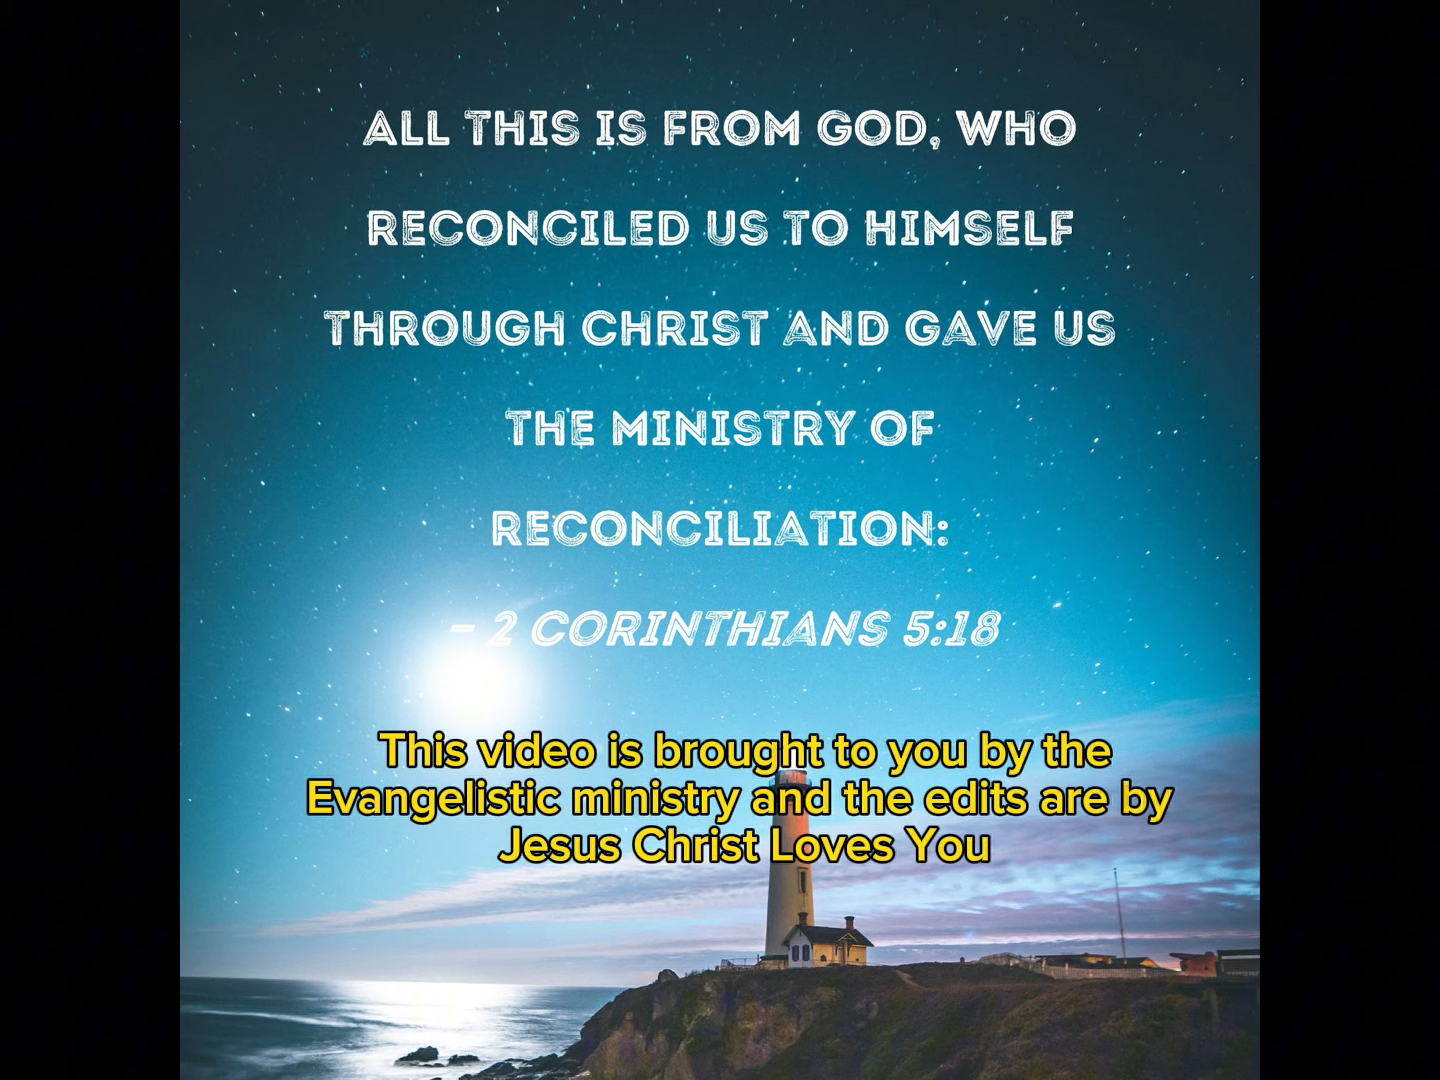 ALL THIS IS FROM GOD, WHO
RECONCILED US TO HIMSELF
THROUGH CHRIST AND GAVE US
THE MINISTRY OF
RECONCILIATION:
– 2 CORINTHIANS 5:18
This video is brought to you by the
Evangelistic ministry and the edits are by
Jesus Christ Loves You